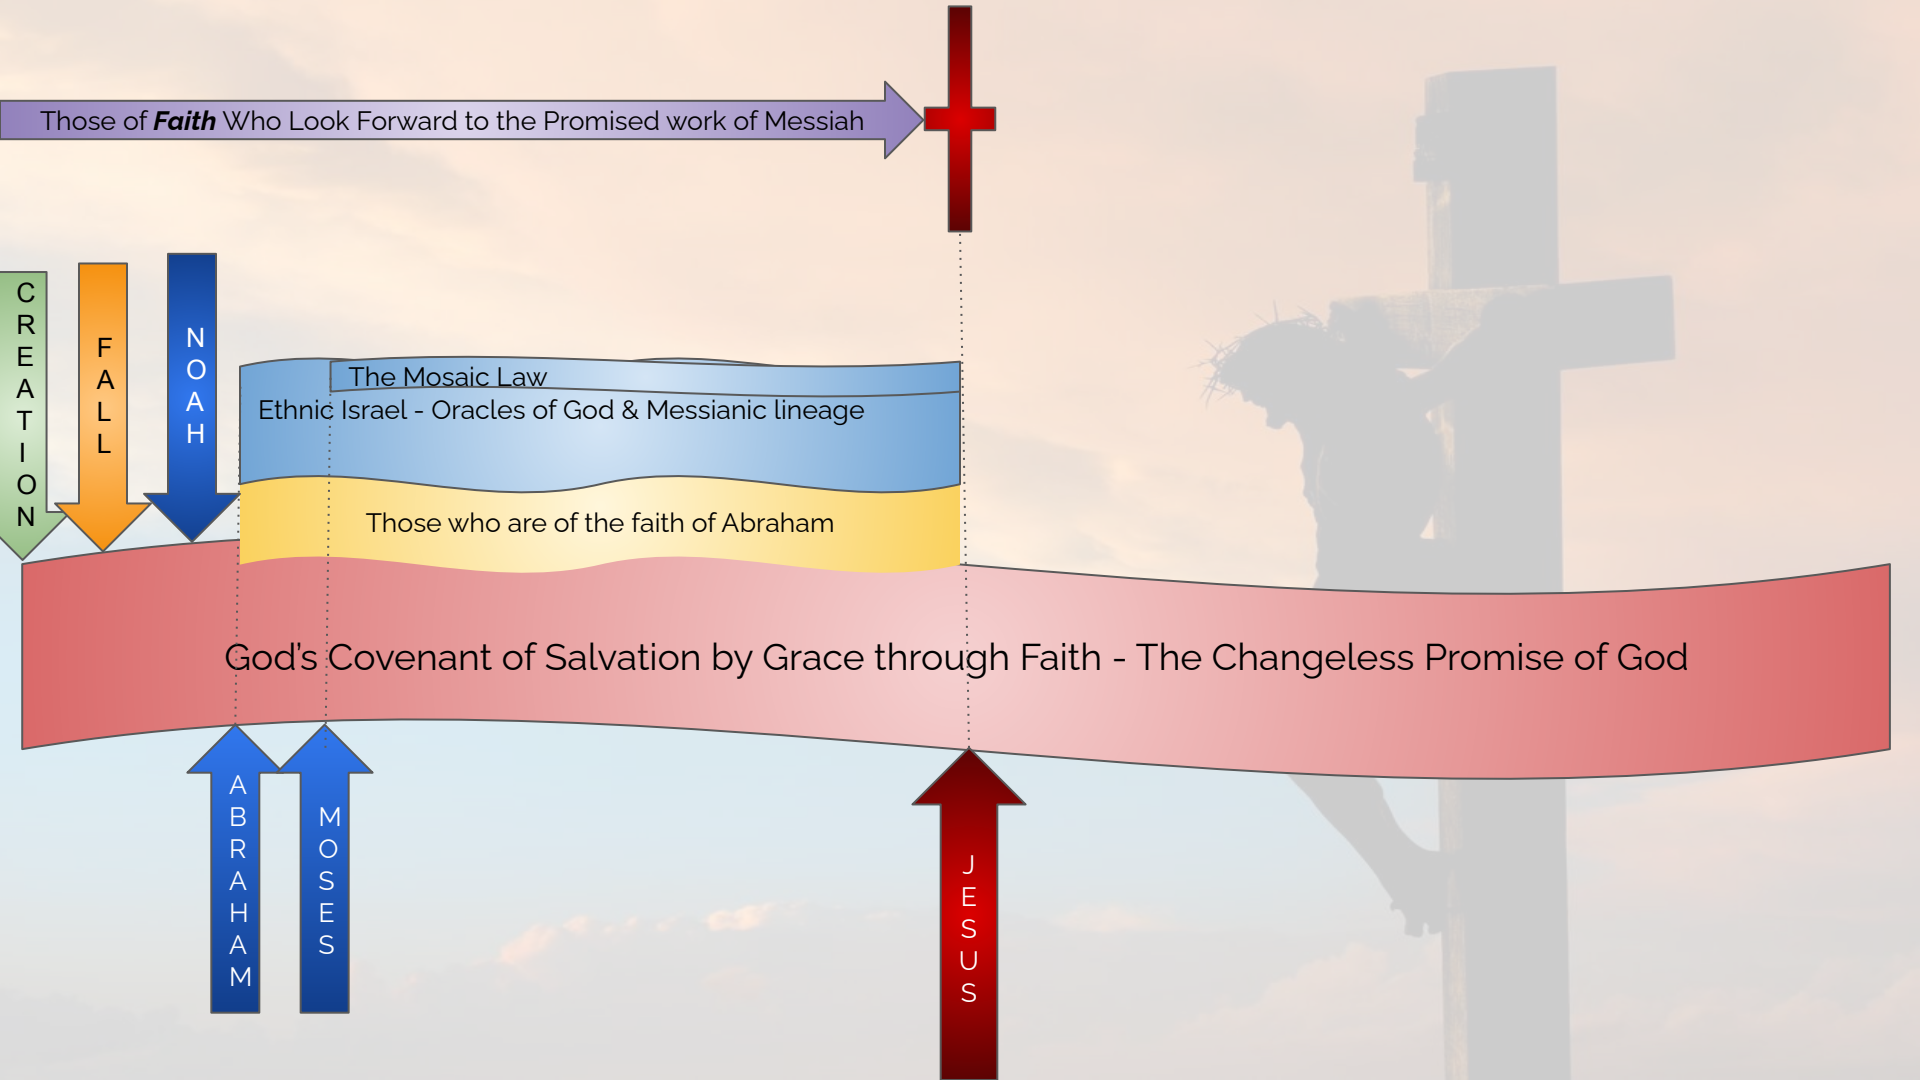 Those of Faith Who Look Forward to the Promised work of Messiah
CREATION
FALL
NOAH
The Mosaic Law
Ethnic Israel - Oracles of God & Messianic lineage
Those who are of the faith of Abraham
God’s Covenant of Salvation by Grace through Faith - The Changeless Promise of God
ABRAHAM
MOSES
JESUS